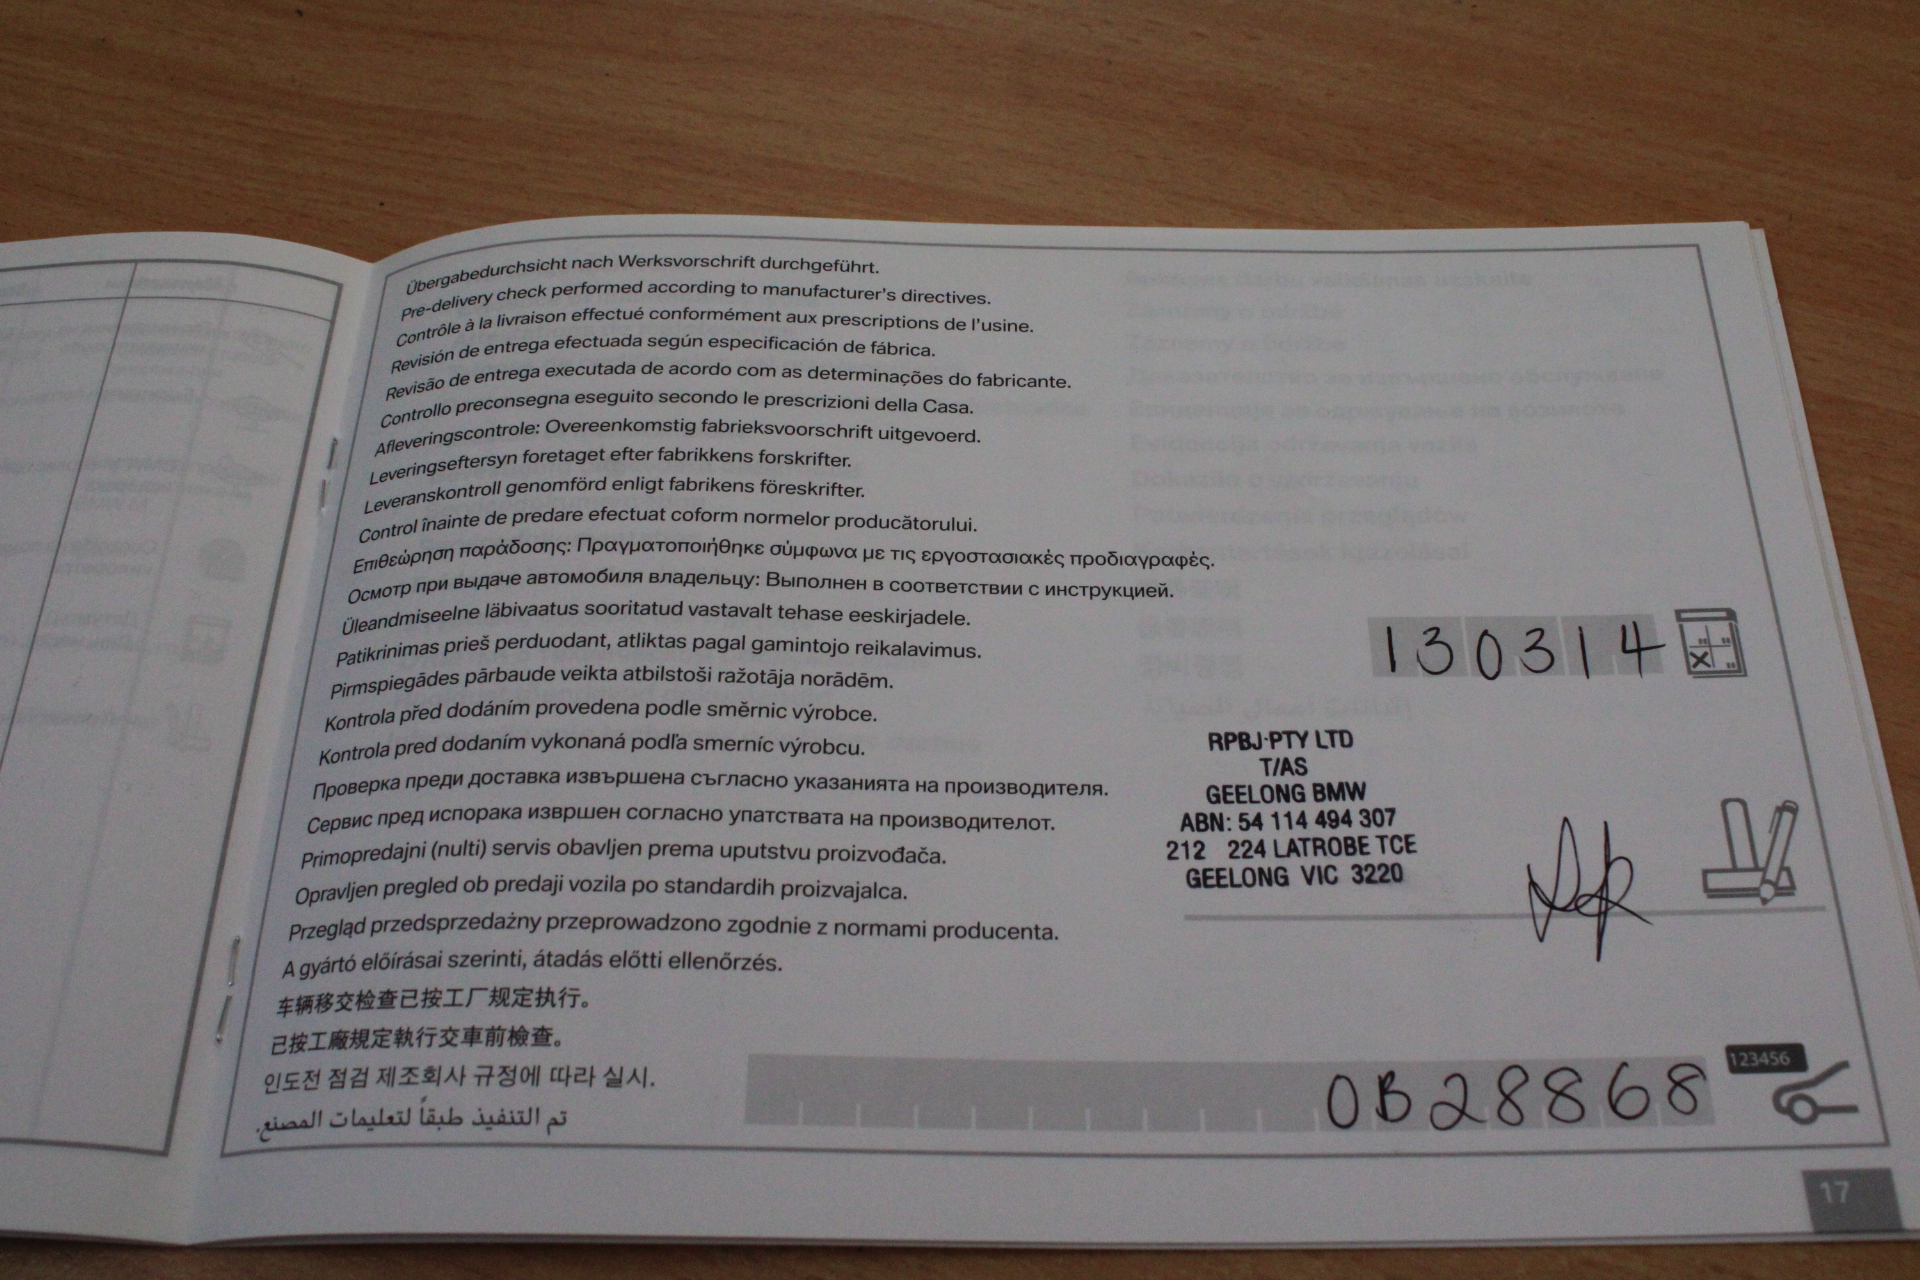 Übergabedurchsicht nach Werksvorschrift durchgeführt.
Pre-delivery check performed according to manufacturer's directives.
Contrôle à la livraison effectué conformément aux prescriptions de l'usine.
Revisión de entrega efectuada según especificación de fábrica.
Revisão de entrega executada de acordo com as determinações do fabricante.
Controllo preconsegna eseguito secondo le prescrizioni della Casa.
Afleveringscontrole: Overeenkomstig fabrieksvoorschrift uitgevoerd.
Leveringseftersyn foretaget efter fabrikkens forskrifter.
Leveranskontroll genomförd enligt fabrikens föreskrifter.
Control înainte de predare efectuat coform normelor producătorului.
Επιθεώρηση παράδοσης: Πραγματοποιήθηκε σύμφωνα με τις εργοστασιακές προδιαγραφές.
Осмотр при выдаче автомобиля владельцу: Выполнен в соответствии с инструкцией.
Üleandmiseelne läbivaatus sooritatud vastavalt tehase eeskirjadele.
Patikrinimas prieš perduodant, atliktas pagal gamintojo reikalavimus.
Pirmspiegādes pārbaude veikta atbilstoši ražotāja norādēm.
Kontrola před dodáním provedena podle směrnic výrobce.
Kontrola pred dodaním vykonaná podľa smerníc výrobcu.
Проверка преди доставка извършена съгласно указанията на производителя.
Сервис пред испорака извршен согласно упатствата на производителот.
Primopredajni (nulti) servis obavljen prema uputstvu proizvođača.
Opravljen pregled ob predaji vozila po standardih proizvajalca.
Przegląd przedsprzedażny przeprowadzono zgodnie z normami producenta.
A gyártó előírásai szerinti, átadás előtti ellenőrzés.
车辆移交检查已按工厂规定执行。
已按工廠規定執行交車前檢查。
인도전 점검 제조회사 규정에 따라 실시.
تم التنفيذ طبقاً لتعليمات المصنع.
130314
RPBJ PTY LTD
T/AS
GEELONG BMW
ABN: 54 114 494 307
212 224 LATROBE TCE
GEELONG VIC 3220
123456
0B28868
17